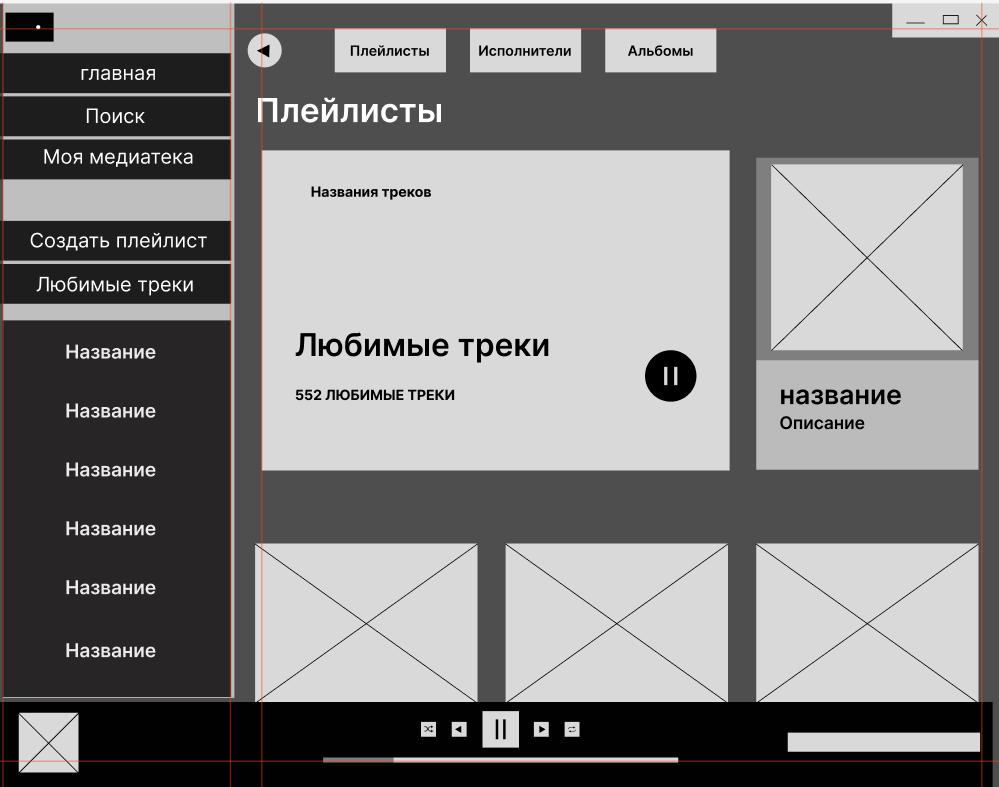 главная
Поиск
Моя медиатека
Создать плейлист
Любимые треки
Название
Название
Название
Название
Название
Название
Плейлисты
Исполнители
Альбомы
Плейлисты
Названия треков
Любимые треки
552 ЛЮБИМЫЕ ТРЕКИ
название
Описание